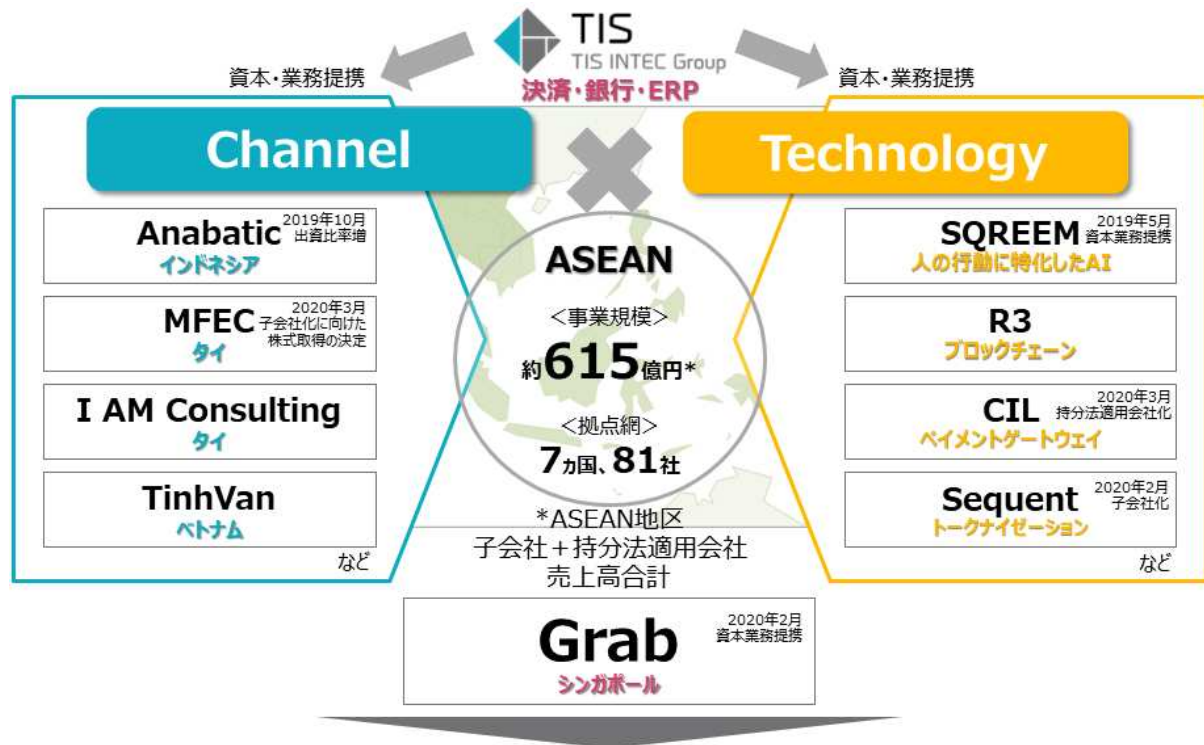 TIS
TIS INTEC Group
決済・銀行・ERP
資本・業務提携
資本・業務提携
Channel
Technology
Anabatic
2019年10月
出資比率増
インドネシア
MFEC
2020年3月
子会社化に向けた
株式取得の決定
タイ
I AM Consulting
タイ
TinhVan
ベトナム
など
ASEAN
＜事業規模＞
約615億円*
＜拠点網＞
7ヵ国、81社
*ASEAN地区
子会社＋持分法適用会社
売上高合計
SQREEM
2019年5月
資本業務提携
人の行動に特化したAI
R3
ブロックチェーン
CIL
2020年3月
持分法適用会社化
ペイメントゲートウェイ
Sequent
2020年2月
子会社化
トークナイゼーション
など
Grab
2020年2月
資本業務提携
シンガポール